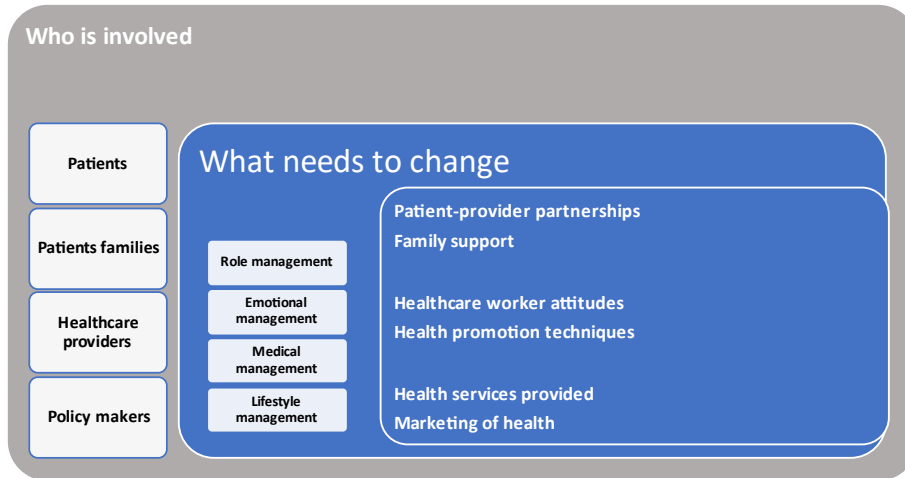 Who is involved
Patients
Patients families
Healthcare
providers
Policy makers
What needs to change
Role management
Emotional
management
Medical
management
Lifestyle
management
Patient-provider partnerships
Family support
Healthcare worker attitudes
Health promotion techniques
Health services provided
Marketing of health